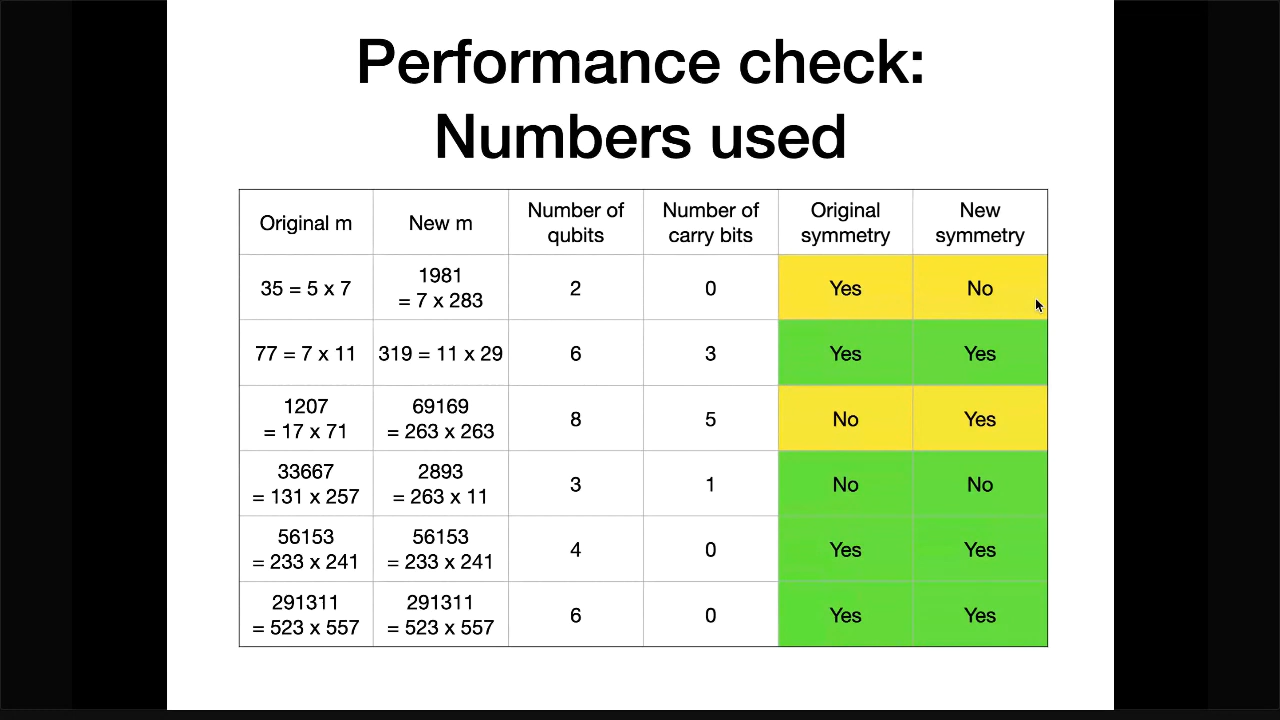 Performance check:
Numbers used
Original m
New m
Number of
qubits
Number of
carry bits
Original
symmetry
New
symmetry
35 = 5 x 7
1981
= 7 x 283
2
0
Yes
No
77 = 7 x 11
319 = 11 x 29
6
3
Yes
Yes
1207
= 17 x 71
69169
= 263 x 263
8
5
No
Yes
33667
= 131 x 257
2893
= 263 x 11
3
1
No
No
56153
= 233 x 241
56153
= 233 x 241
4
0
Yes
Yes
291311
= 523 x 557
291311
= 523 x 557
6
0
Yes
Yes